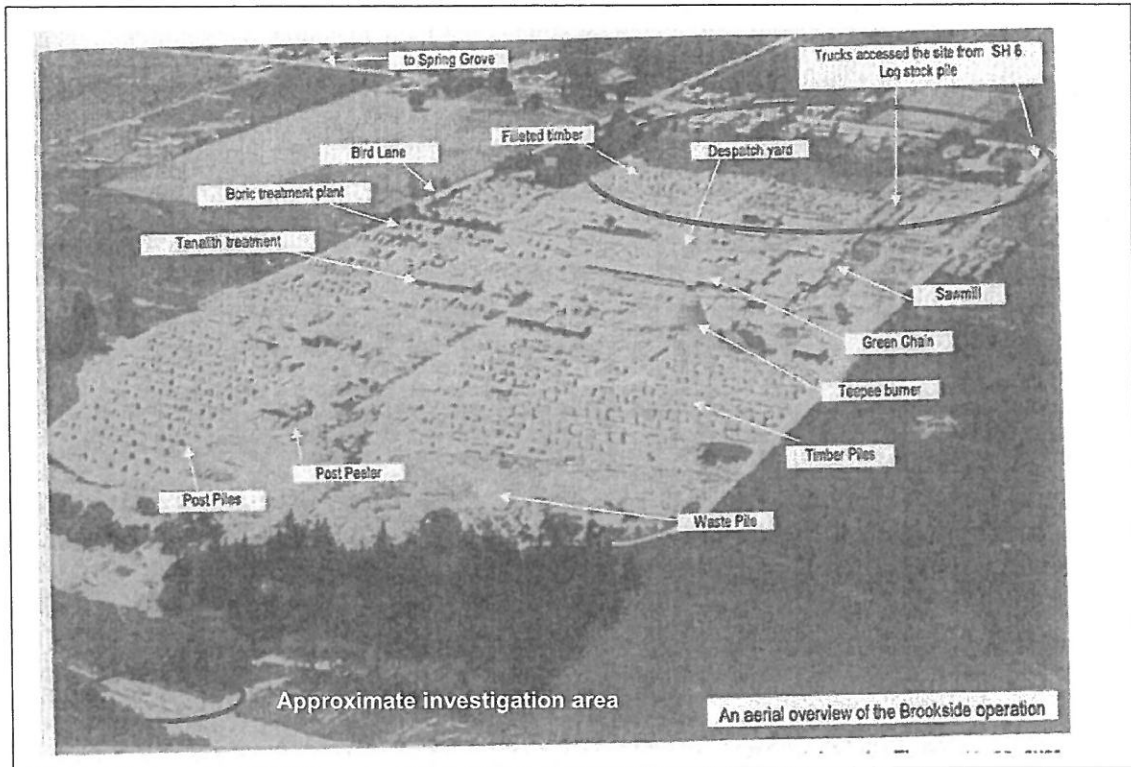 to Spring Grove
Trucks accessed the site from SH 6.
Log stock pile
Filleted timber
Despatch yard
Bird Lane
Boric treatment plant
Tanalith treatment
Sawmill
Green Chain
Teepee burner
Timber Piles
Post Peeler
Post Piles
Waste Pile
Approximate investigation area
An aerial overview of the Brookside operation